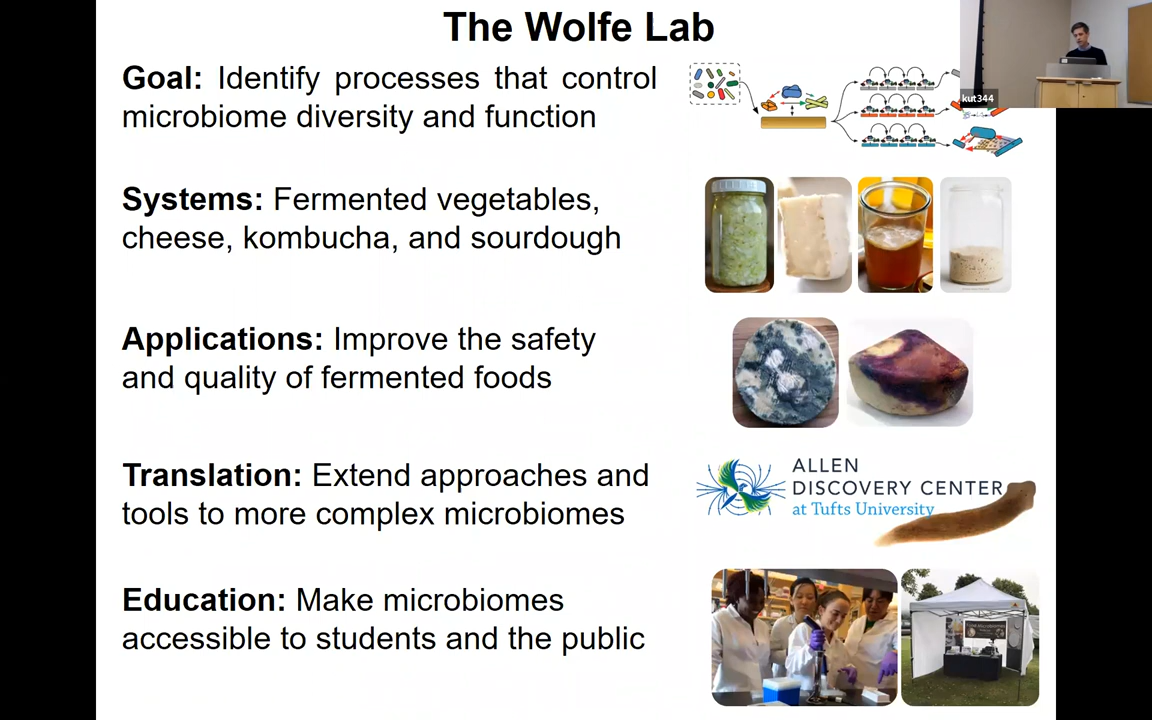 The Wolfe Lab
Goal: Identify processes that control
microbiome diversity and function
kut344
Systems: Fermented vegetables,
cheese, kombucha, and sourdough
Applications: Improve the safety
and quality of fermented foods
Translation: Extend approaches and
tools to more complex microbiomes
ALLEN
DISCOVERY CENTER
at Tufts University
Education: Make microbiomes
accessible to students and the public